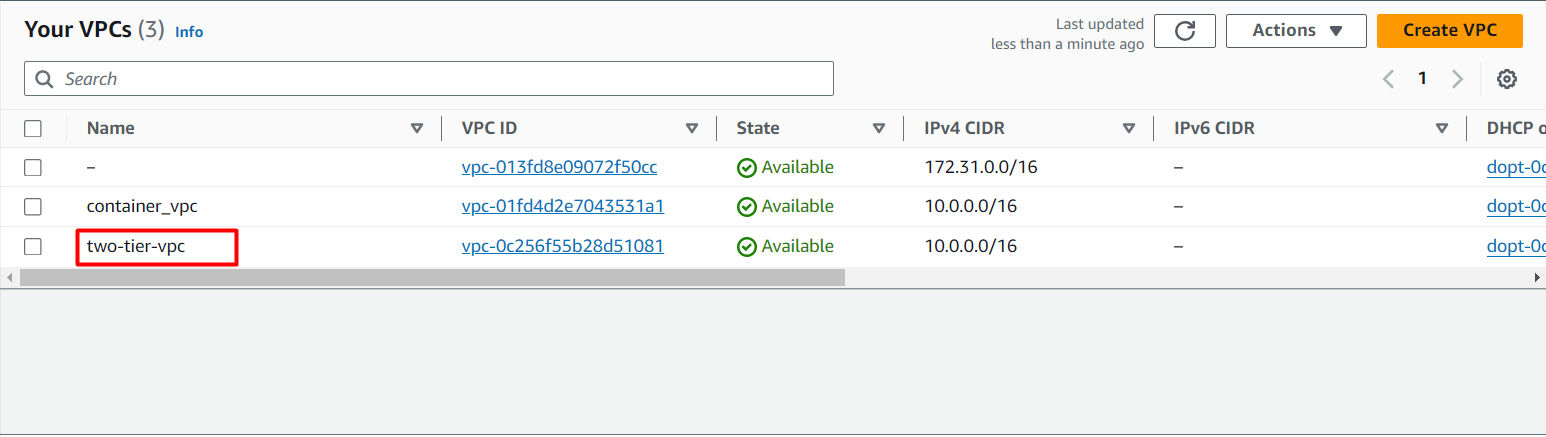 Your VPCs (3) Info
Last updated
less than a minute ago
Actions
Create VPC
Search
1
Name VPC ID State IPv4 CIDR IPv6 CIDR DHCP o
– vpc-013fd8e09072f50cc Available 172.31.0.0/16 – dopt-0c
container_vpc vpc-01fd4d2e7043531a1 Available 10.0.0.0/16 – dopt-0c
two-tier-vpc vpc-0c256f55b28d51081 Available 10.0.0.0/16 – dopt-0c